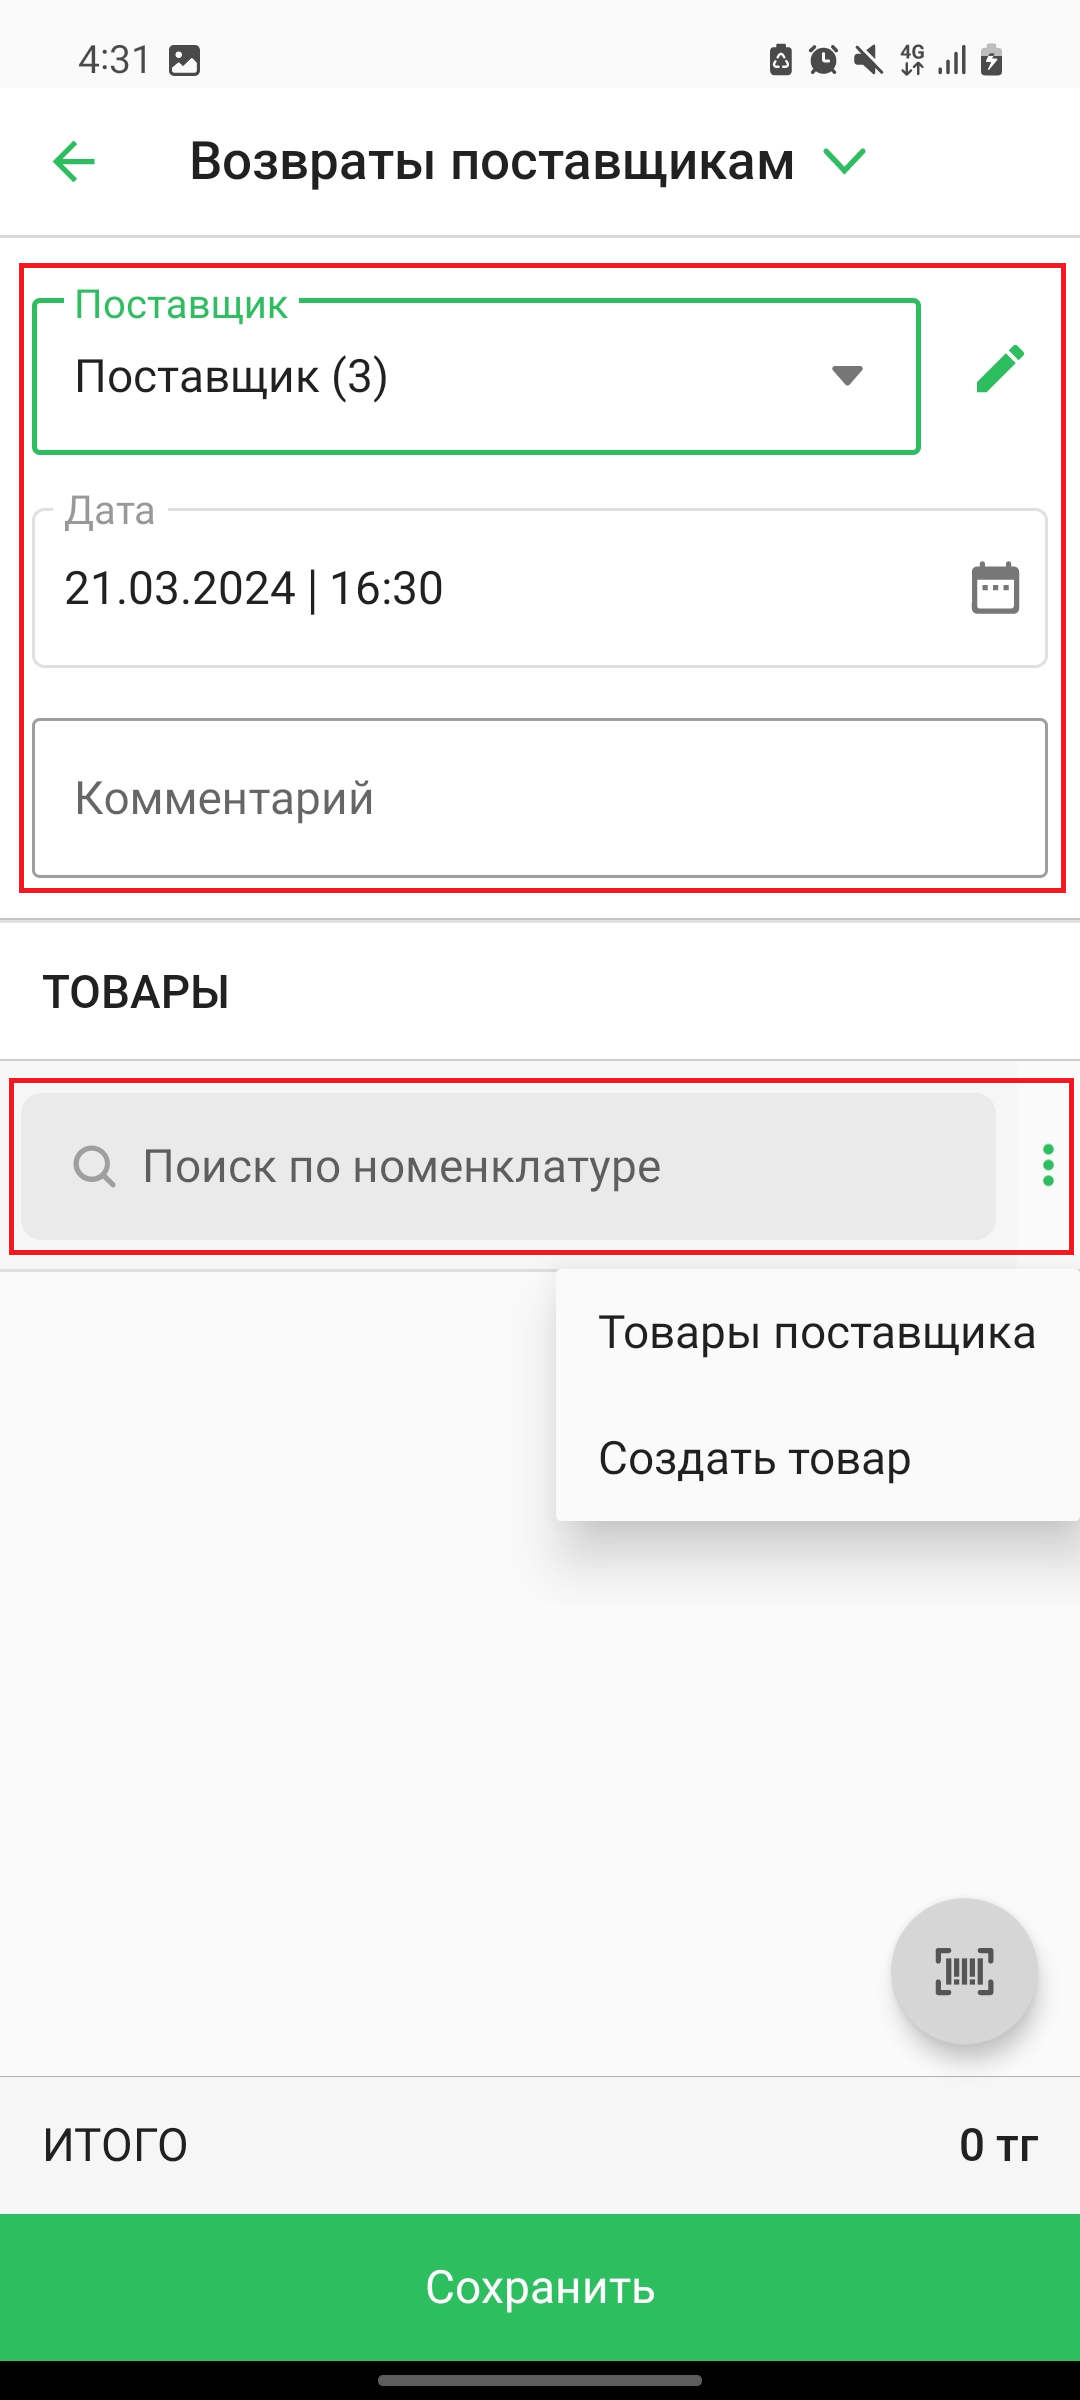 4:31
4G
Возвраты поставщикам
Поставщик
Поставщик (3)
Дата
21.03.2024 | 16:30
Комментарий
ТОВАРЫ
Поиск по номенклатуре
Товары поставщика
Создать товар
ИТОГО 0 тг
Сохранить